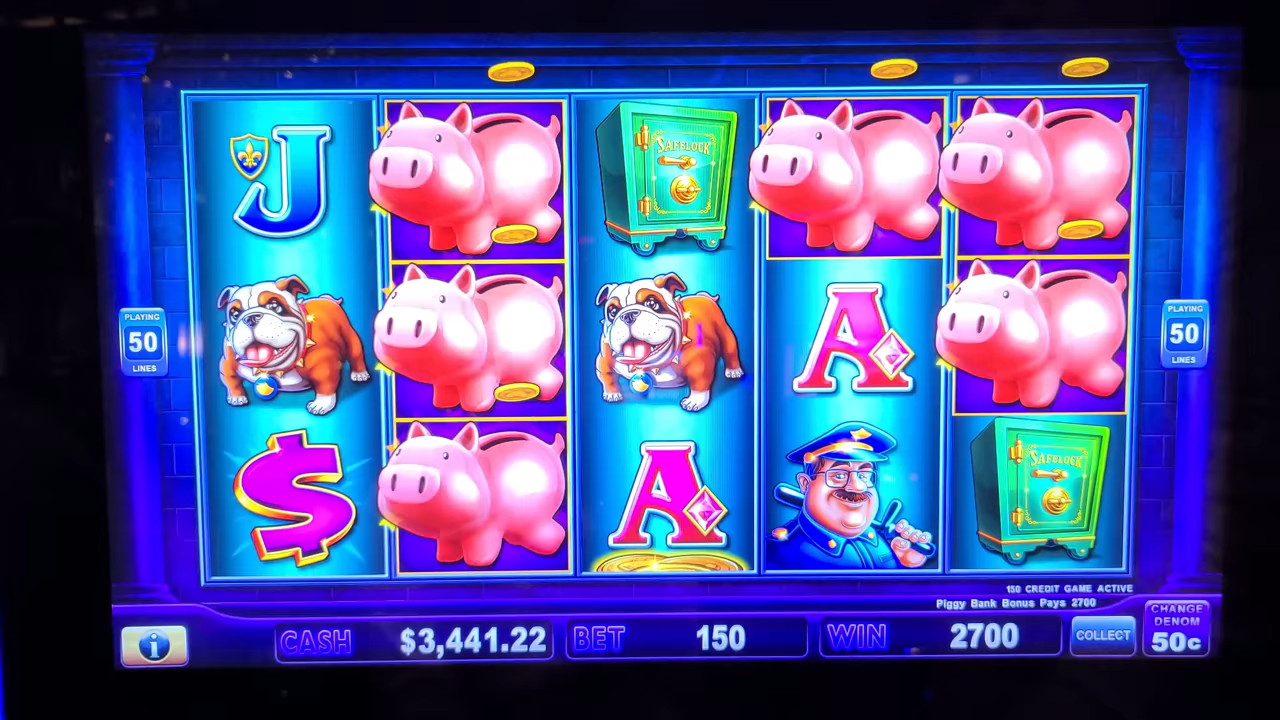 J
SAFELOCK
PLAYING
50
LINES
A
PLAYING
50
LINES
$
A
SAFELOCK
150 CREDIT GAME ACTIVE
Piggy Bank Bonus Pays 2700
i
CASH $3,441.22
BET 150
WIN 2700
COLLECT
CHANGE
DENOM
50¢